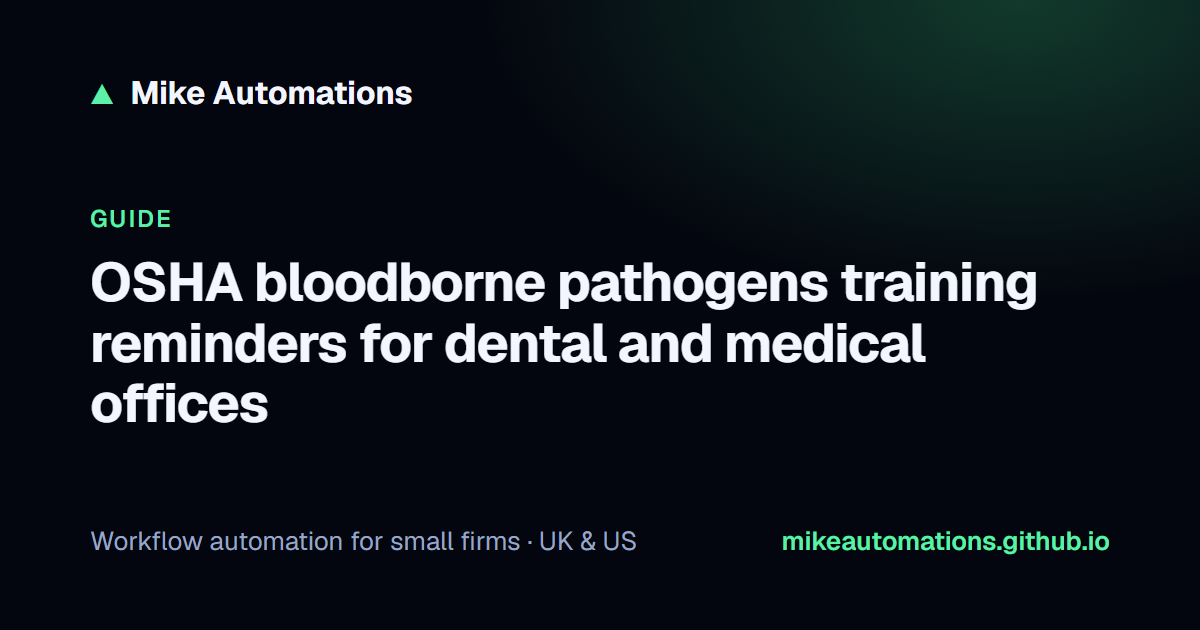 Mike Automations
GUIDE
OSHA bloodborne pathogens training
reminders for dental and medical
offices
Workflow automation for small firms · UK & US
mikeautomations.github.io